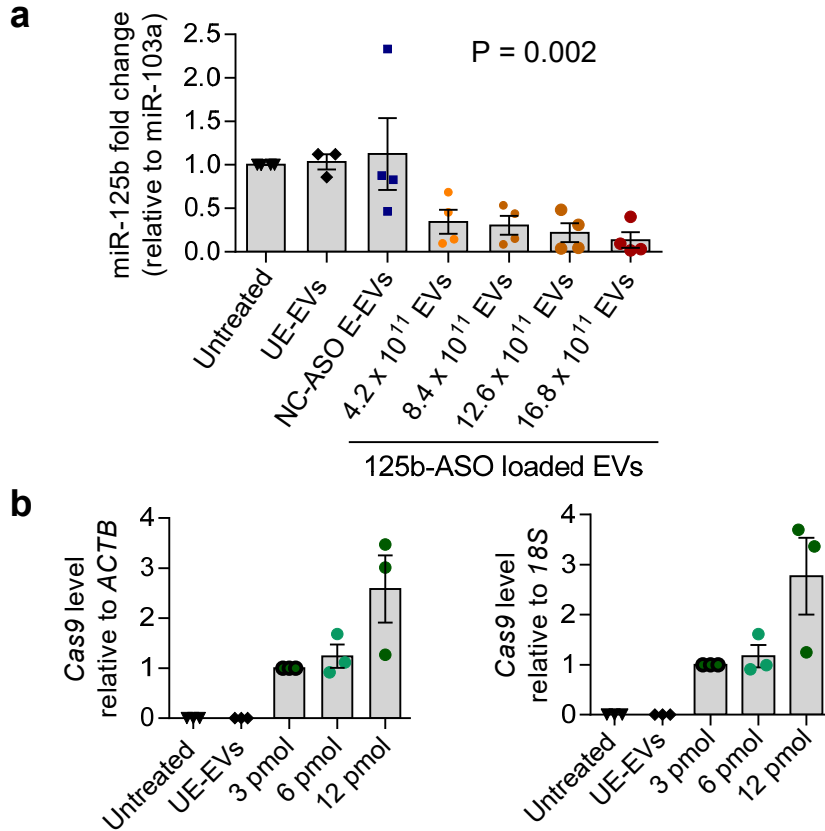 a
miR-125b fold change
(relative to miR-103a)
2.5
2.0
1.5
1.0
0.5
0.0
P = 0.002
Untreated
UE-EVs
NC-ASO E-EVs
4.2 x 10¹¹ EVs
8.4 x 10¹¹ EVs
12.6 x 10¹¹ EVs
16.8 x 10¹¹ EVs
125b-ASO loaded EVs
b
Cas9 level
relative to ACTB
4
3
2
1
0
Untreated
UE-EVs
3 pmol
6 pmol
12 pmol
Cas9 level
relative to 18S
4
3
2
1
0
Untreated
UE-EVs
3 pmol
6 pmol
12 pmol